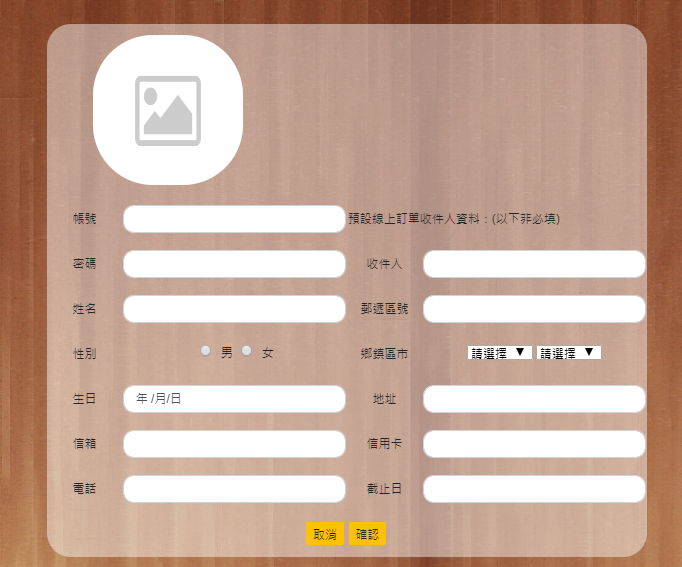 帳號 預設線上訂單收件人資料：(以下非必填)
密碼 收件人
姓名 郵遞區號
性別 男 女 鄉鎮區市 請選擇 ▼ 請選擇 ▼
生日 年 /月/日 地址
信箱 信用卡
電話 截止日
取消 確認